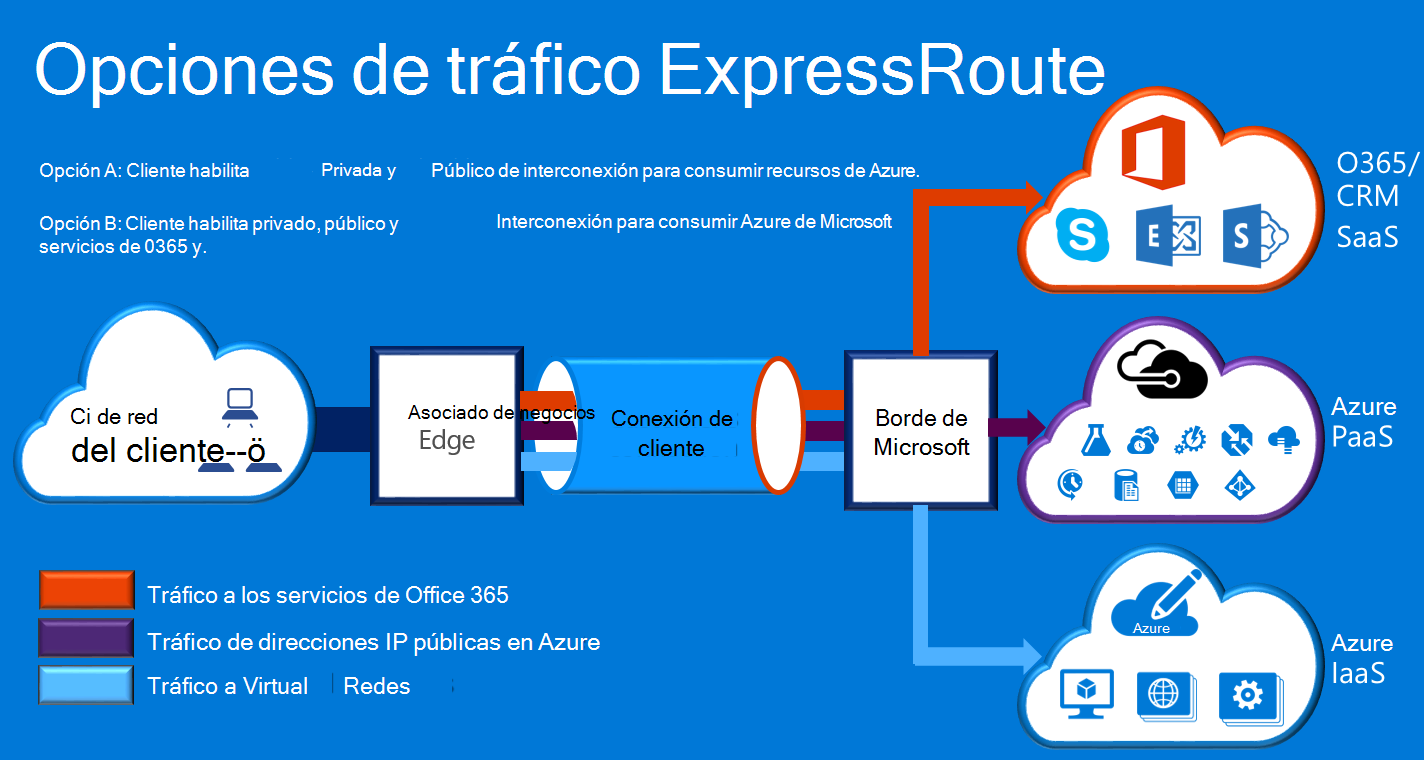 Opciones de tráfico ExpressRoute
Opción A: Cliente habilita Privada y Público de interconexión para consumir recursos de Azure.
Opción B: Cliente habilita privado, público y Interconexión para consumir Azure de Microsoft
servicios de 0365 y.
O365/
CRM
SaaS
S
E
S
Ci de red
del cliente--ö
Asociado de negocios
Edge
Conexión de
cliente
Borde de
Microsoft
Azure
PaaS
Tráfico a los servicios de Office 365
Tráfico de direcciones IP públicas en Azure
Tráfico a Virtual Redes
Azure
Azure
IaaS